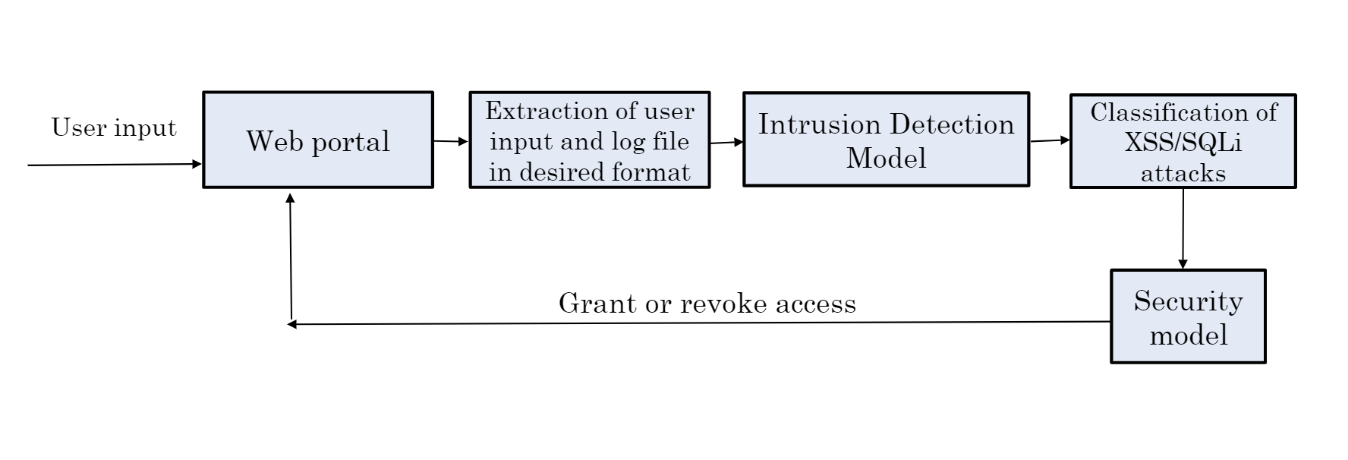 User input
Web portal
Extraction of user
input and log file
in desired format
Intrusion Detection
Model
Classification of
XSS/SQLi
attacks
Grant or revoke access
Security
model